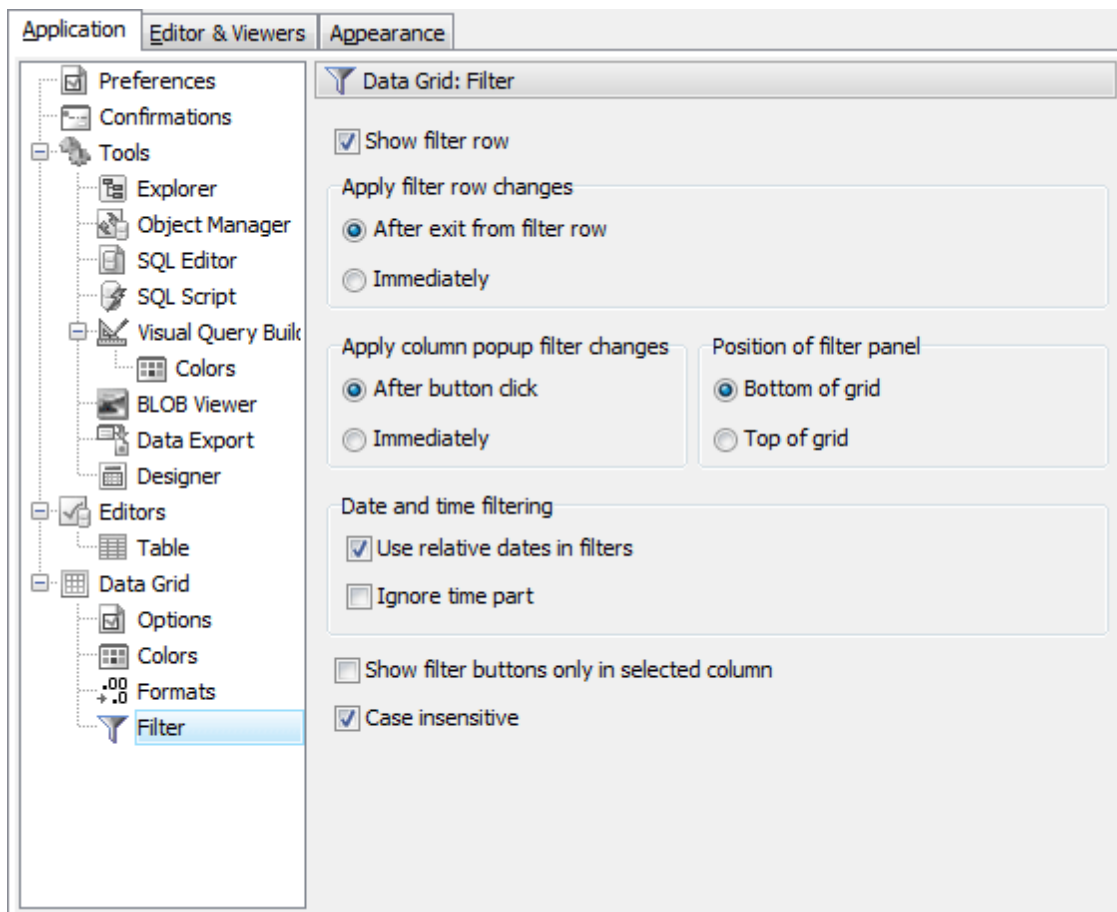 Application
Editor & Viewers
Appearance
Preferences
Confirmations
Tools
Explorer
Object Manager
SQL Editor
SQL Script
Visual Query Buil
Colors
BLOB Viewer
Data Export
Designer
Editors
Table
Data Grid
Options
Colors
Formats
Filter
Data Grid: Filter
Show filter row
Apply filter row changes
After exit from filter row
Immediately
Apply column popup filter changes
After button click
Immediately
Position of filter panel
Bottom of grid
Top of grid
Date and time filtering
Use relative dates in filters
Ignore time part
Show filter buttons only in selected column
Case insensitive